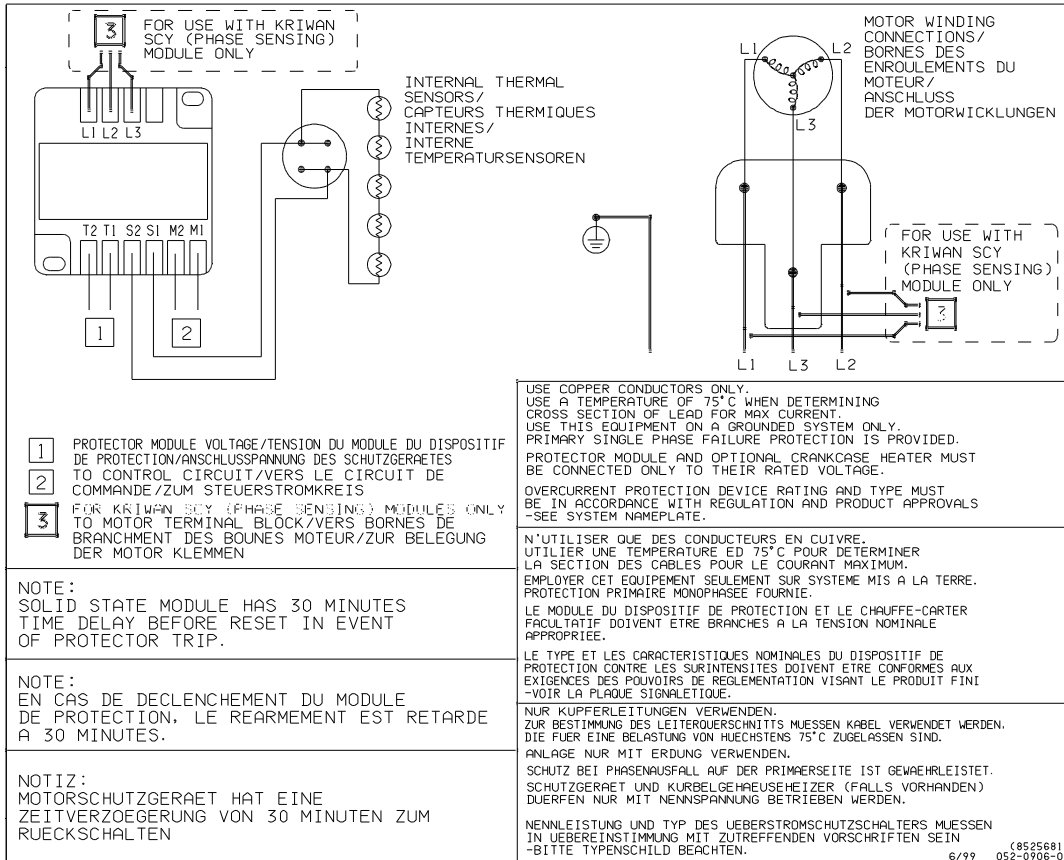 3
FOR USE WITH KRIWAN
SCY (PHASE SENSING)
MODULE ONLY
L1 L2 L3
T2 T1 S2 S1 M2 M1
1
2
INTERNAL THERMAL
SENSORS/
CAPTEURS THERMIQUES
INTERNES/
INTERNE
TEMPERATURSENSOREN
MOTOR WINDING
CONNECTIONS/
BORNES DES
ENROULEMENTS DU
MOTEUR/
ANSCHLUSS
DER MOTORWICKLUNGEN
L1 L2
L3
FOR USE WITH
KRIWAN SCY
(PHASE SENSING)
MODULE ONLY
3
L1 L3 L2
1 PROTECTOR MODULE VOLTAGE/TENSION DU MODULE DU DISPOSITIF
DE PROTECTION/ANSCHLUSSPANNUNG DES SCHUTZGERAETES
2 TO CONTROL CIRCUIT/VERS LE CIRCUIT DE
COMMANDE/ZUM STEUERSTROMKREIS
3 FOR KRIWAN SCY (PHASE SENSING) MODULES ONLY
TO MOTOR TERMINAL BLOCK/VERS BORNES DE
BRANCHMENT DES BOUNES MOTEUR/ZUR BELEGUNG
DER MOTOR KLEMMEN
NOTE:
SOLID STATE MODULE HAS 30 MINUTES
TIME DELAY BEFORE RESET IN EVENT
OF PROTECTOR TRIP.
NOTE:
EN CAS DE DECLENCHEMENT DU MODULE
DE PROTECTION, LE REARMEMENT EST RETARDE
A 30 MINUTES.
NOTIZ:
MOTORSCHUTZGERAET HAT EINE
ZEITVERZOEGERUNG VON 30 MINUTEN ZUM
RUECKSCHALTEN
USE COPPER CONDUCTORS ONLY.
USE A TEMPERATURE OF 75°C WHEN DETERMINING
CROSS SECTION OF LEAD FOR MAX CURRENT.
USE THIS EQUIPMENT ON A GROUNDED SYSTEM ONLY.
PRIMARY SINGLE PHASE FAILURE PROTECTION IS PROVIDED.
PROTECTOR MODULE AND OPTIONAL CRANKCASE HEATER MUST
BE CONNECTED ONLY TO THEIR RATED VOLTAGE.
OVERCURRENT PROTECTION DEVICE RATING AND TYPE MUST
BE IN ACCORDANCE WITH REGULATION AND PRODUCT APPROVALS
-SEE SYSTEM NAMEPLATE.
N'UTILISER QUE DES CONDUCTEURS EN CUIVRE.
UTILIER UNE TEMPERATURE ED 75°C POUR DETERMINER
LA SECTION DES CABLES POUR LE COURANT MAXIMUM.
EMPLOYER CET EQUIPEMENT SEULEMENT SUR SYSTEME MIS A LA TERRE.
PROTECTION PRIMAIRE MONOPHASEE FOURNIE.
LE MODULE DU DISPOSITIF DE PROTECTION ET LE CHAUFFE-CARTER
FACULTATIF DOIVENT ETRE BRANCHES A LA TENSION NOMINALE
APPROPRIEE.
LE TYPE ET LES CARACTERISTIQUES NOMINALES DU DISPOSITIF DE
PROTECTION CONTRE LES SURINTENSITES DOIVENT ETRE CONFORMES AUX
EXIGENCES DES POUVOIRS DE REGLEMENTATION VISANT LE PRODUIT FINI
-VOIR LA PLAQUE SIGNALETIQUE.
NUR KUPFERLEITUNGEN VERWENDEN.
ZUR BESTIMMUNG DES LEITERQUERSCHNITTS MUESSEN KABEL VERWENDET WERDEN,
DIE FUER EINE BELASTUNG VON HUECHSTENS 75°C ZUGELASSEN SIND.
ANLAGE NUR MIT ERDUNG VERWENDEN.
SCHUTZ BEI PHASENAUSFALL AUF DER PRIMAERSEITE IST GEWAEHRLEISTET.
SCHUTZGERAET UND KURBELGEHAEUSEHEIZER (FALLS VORHANDEN)
DUERFEN NUR MIT NENNSPANNUNG BETRIEBEN WERDEN.
NENNLEISTUNG UND TYP DES UEBERSTROMSCHUTZSCHALTERS MUESSEN
IN UEBEREINSTIMMUNG MIT ZUTREFFENDEN VORSCHRIFTEN SEIN
-BITTE TYPENSCHILD BEACHTEN.
(852568)
6/99